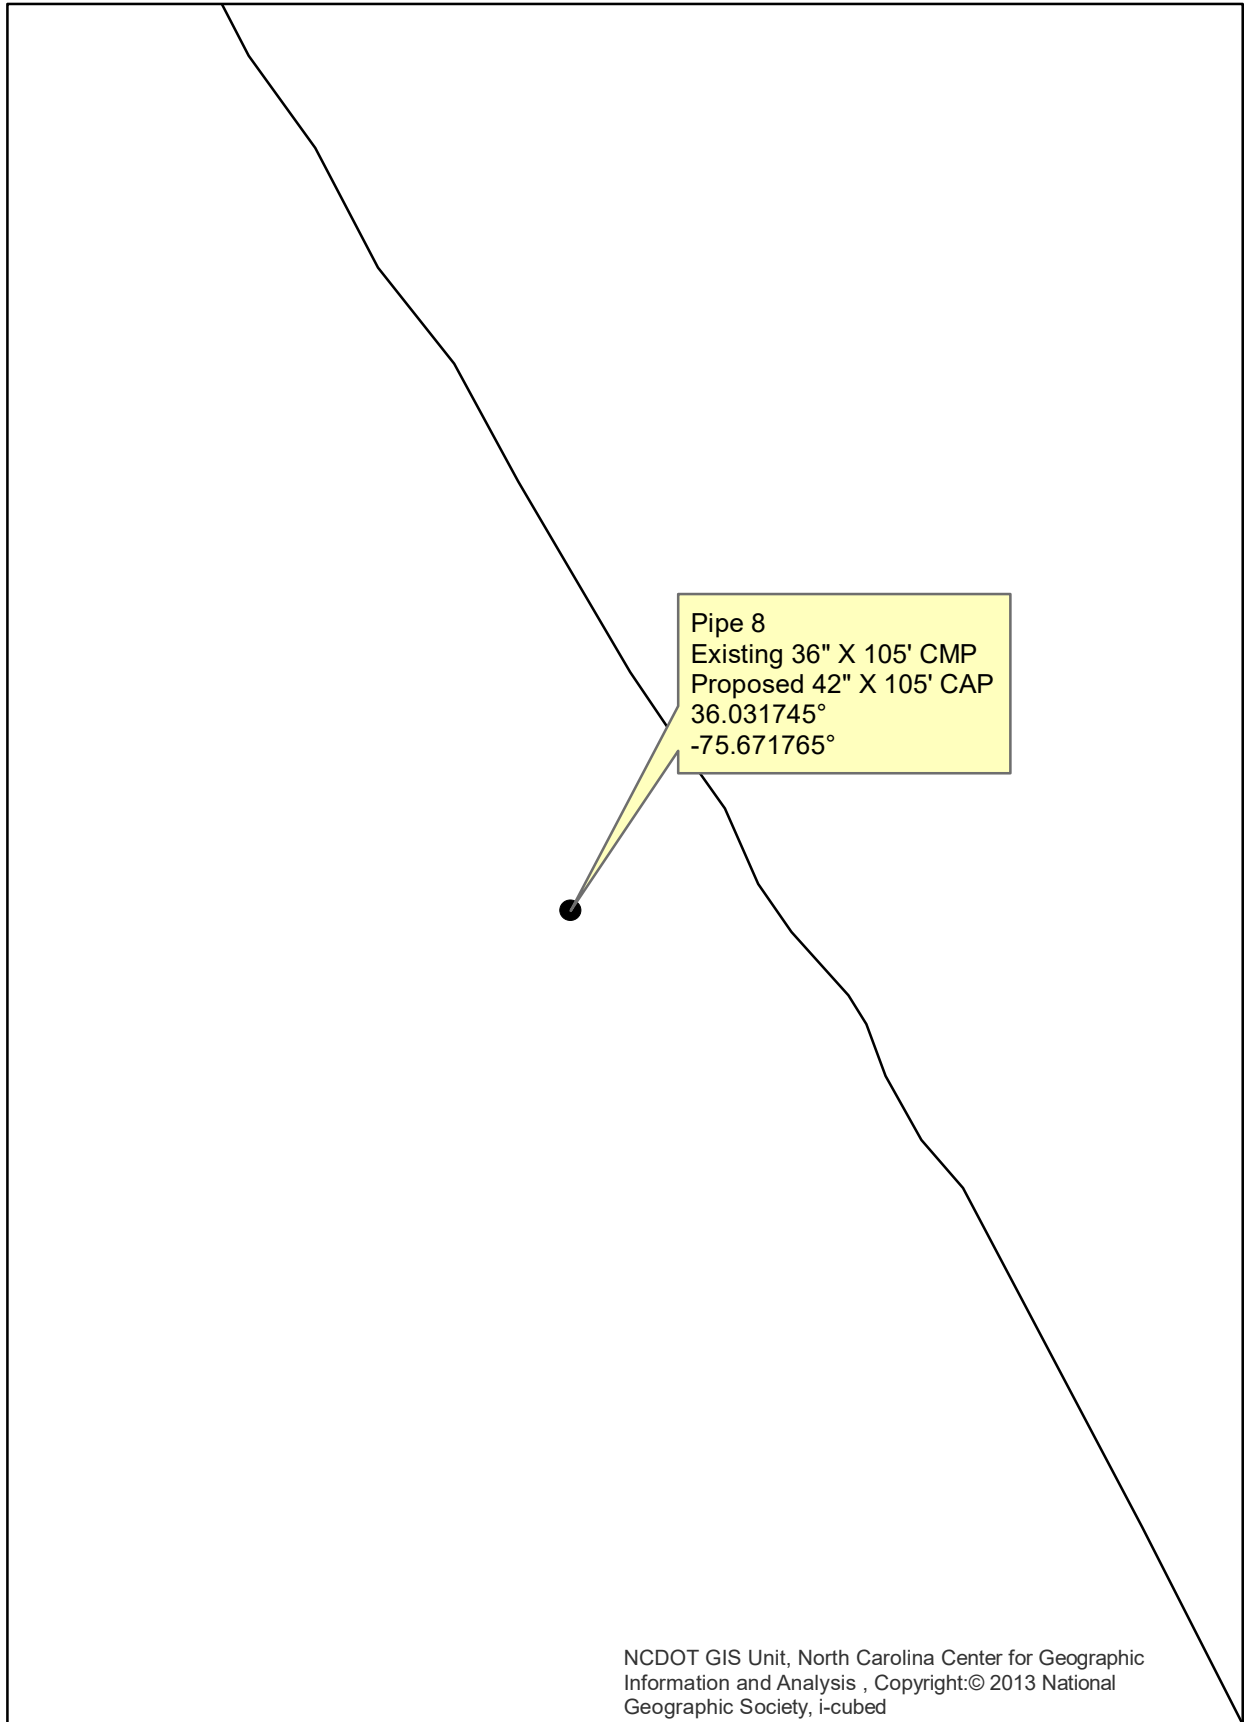 Pipe 8
Existing 36" X 105' CMP
Proposed 42" X 105' CAP
36.031745°
-75.671765°
NCDOT GIS Unit, North Carolina Center for Geographic
Information and Analysis , Copyright:© 2013 National
Geographic Society, i-cubed